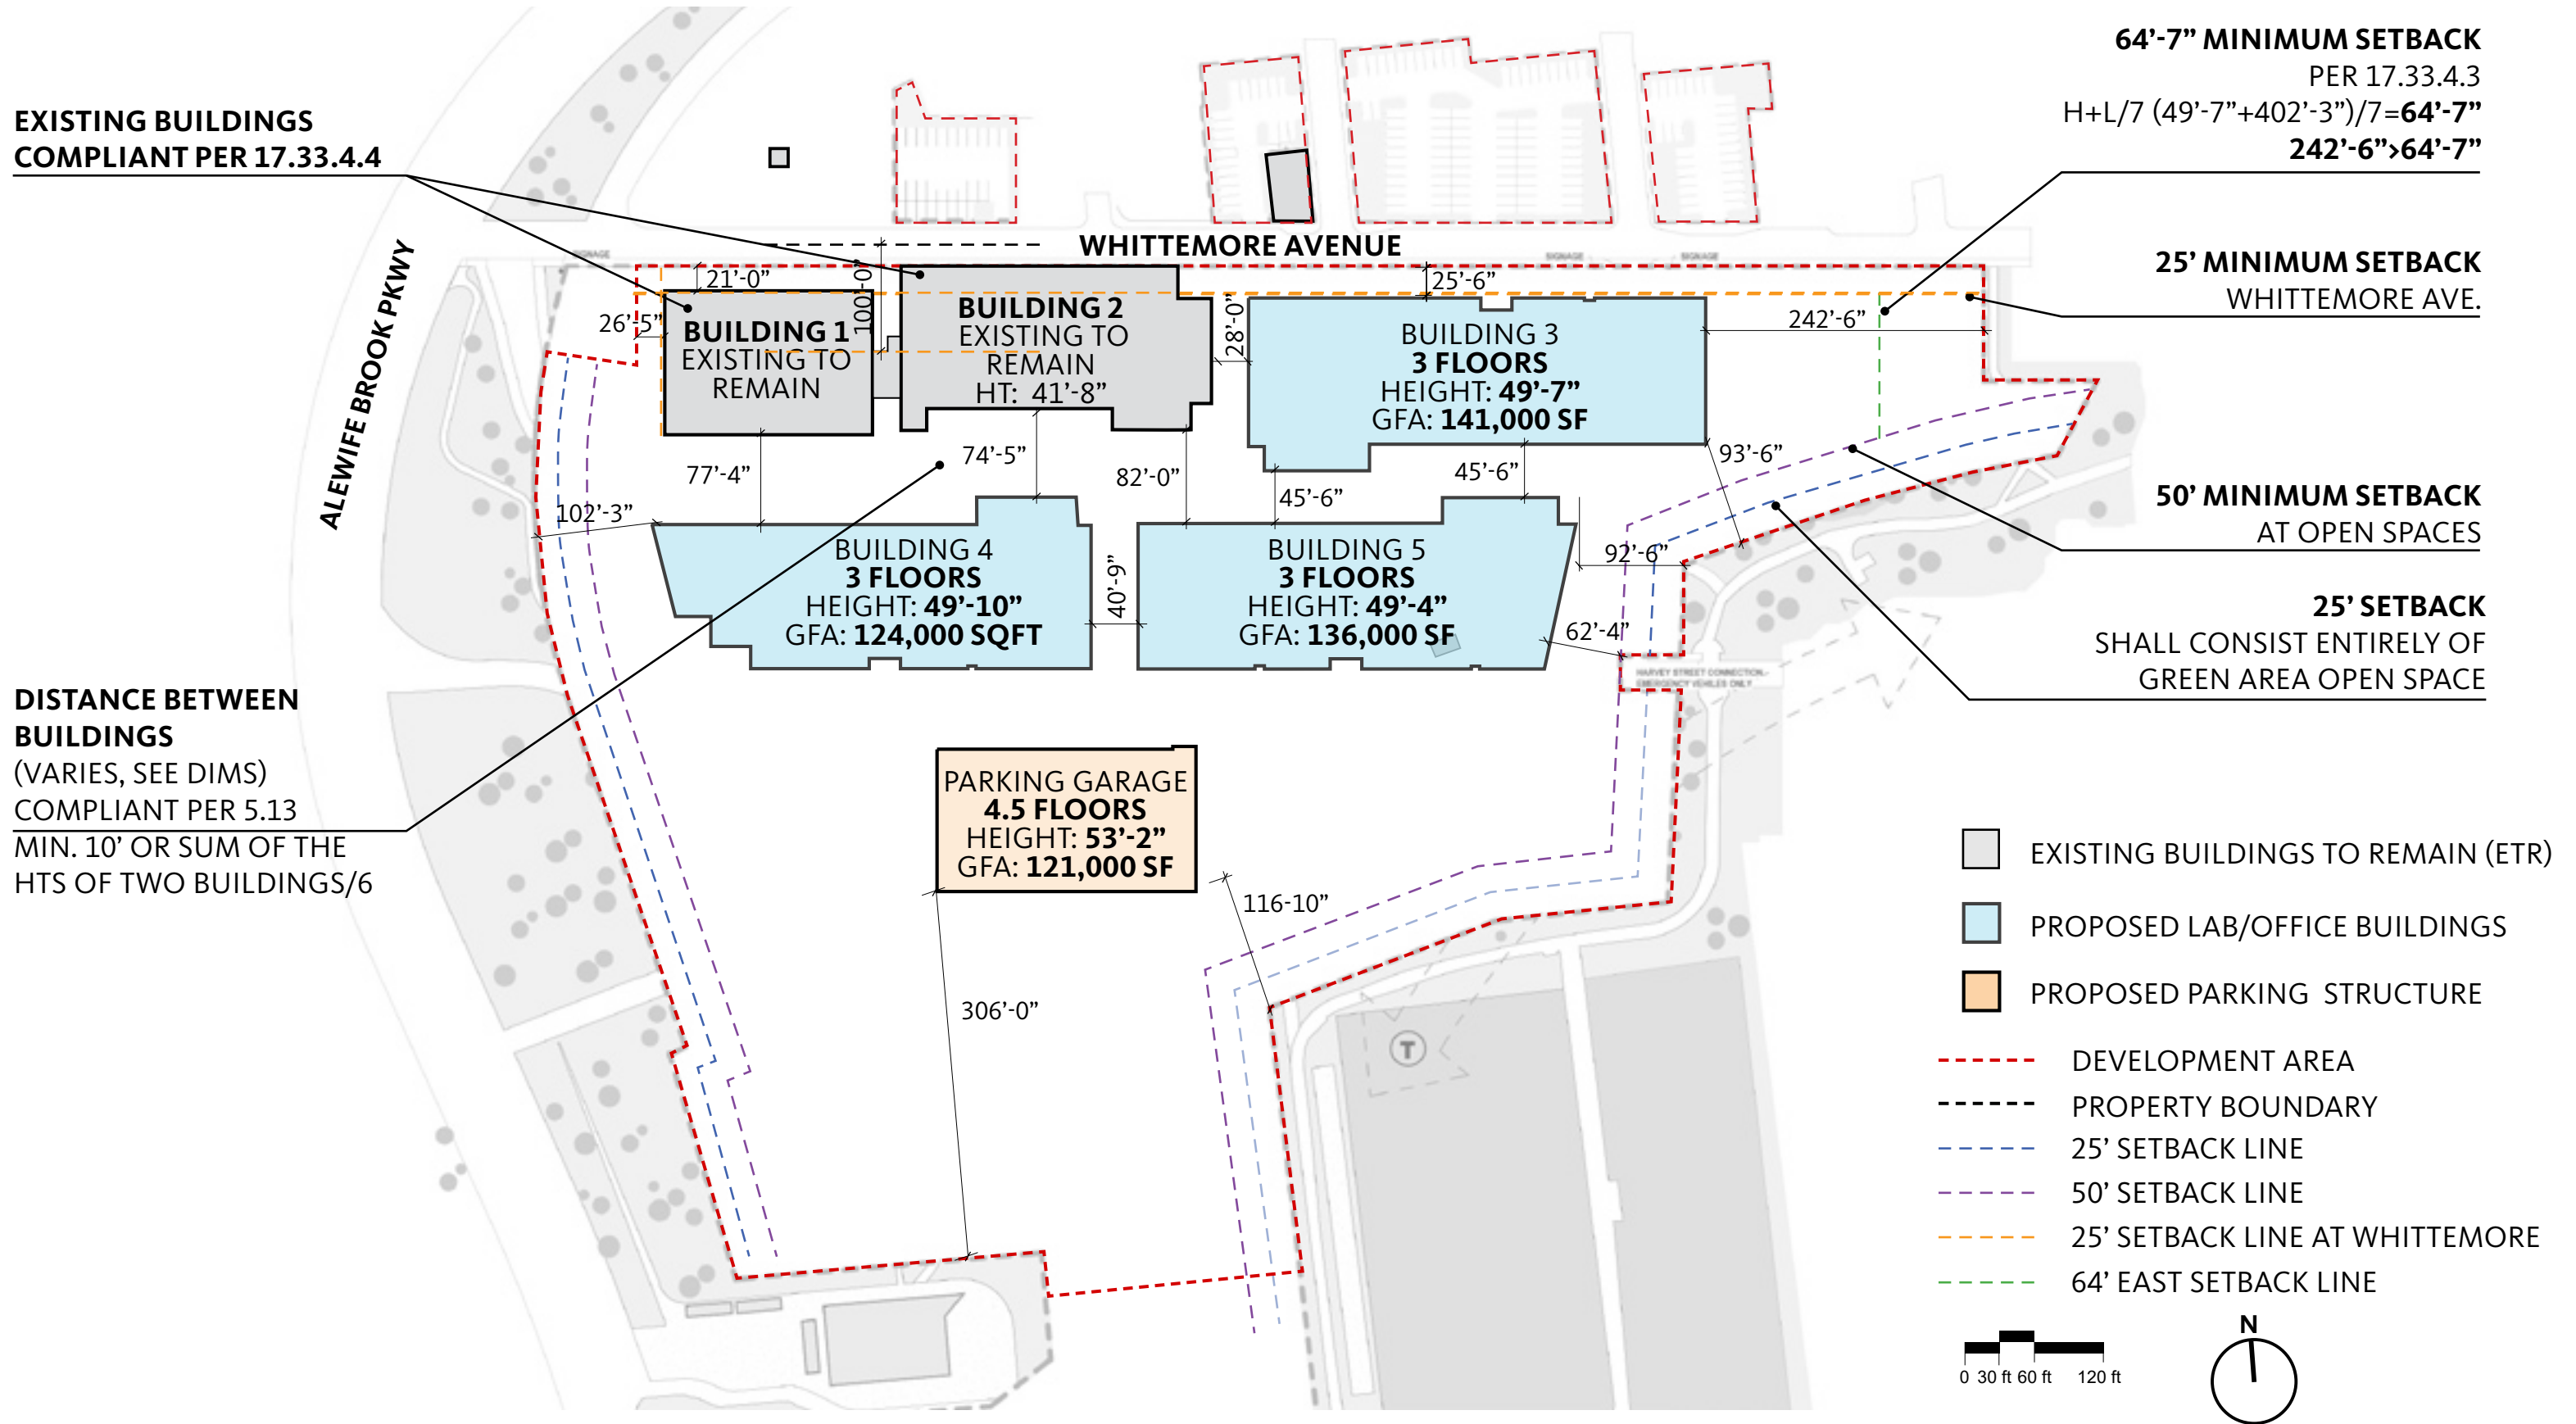 64’-7” MINIMUM SETBACK
PER 17.33.4.3
H+L/7 (49’-7”+402’-3”)/7=64’-7”
242’-6”>64’-7”
EXISTING BUILDINGS
COMPLIANT PER 17.33.4.4
ALEWIFE BROOK PKWY
WHITTEMORE AVENUE
SIGNAGE
SIGNAGE
SIGNAGE
25’ MINIMUM SETBACK
WHITTEMORE AVE.
21’-0”
100’-0”
25’-6”
26’-5”
28’-0”
242’-6”
BUILDING 1
EXISTING TO
REMAIN
BUILDING 2
EXISTING TO
REMAIN
HT: 41’-8”
BUILDING 3
3 FLOORS
HEIGHT: 49’-7”
GFA: 141,000 SF
77’-4”
74’-5”
82’-0”
45’-6”
45’-6”
93’-6”
102’-3”
50’ MINIMUM SETBACK
AT OPEN SPACES
BUILDING 4
3 FLOORS
HEIGHT: 49’-10”
GFA: 124,000 SQFT
40’-9”
BUILDING 5
3 FLOORS
HEIGHT: 49’-4”
GFA: 136,000 SF
92’-6”
62’-4”
25’ SETBACK
SHALL CONSIST ENTIRELY OF
GREEN AREA OPEN SPACE
HARVEY STREET CONNECTION-
EMERGENCY VEHICLES ONLY
DISTANCE BETWEEN
BUILDINGS
(VARIES, SEE DIMS)
COMPLIANT PER 5.13
MIN. 10’ OR SUM OF THE
HTS OF TWO BUILDINGS/6
PARKING GARAGE
4.5 FLOORS
HEIGHT: 53’-2”
GFA: 121,000 SF
116-10”
306’-0”
T
EXISTING BUILDINGS TO REMAIN (ETR)
PROPOSED LAB/OFFICE BUILDINGS
PROPOSED PARKING STRUCTURE
DEVELOPMENT AREA
PROPERTY BOUNDARY
25’ SETBACK LINE
50’ SETBACK LINE
25’ SETBACK LINE AT WHITTEMORE
64’ EAST SETBACK LINE
N
0 30 ft 60 ft 120 ft